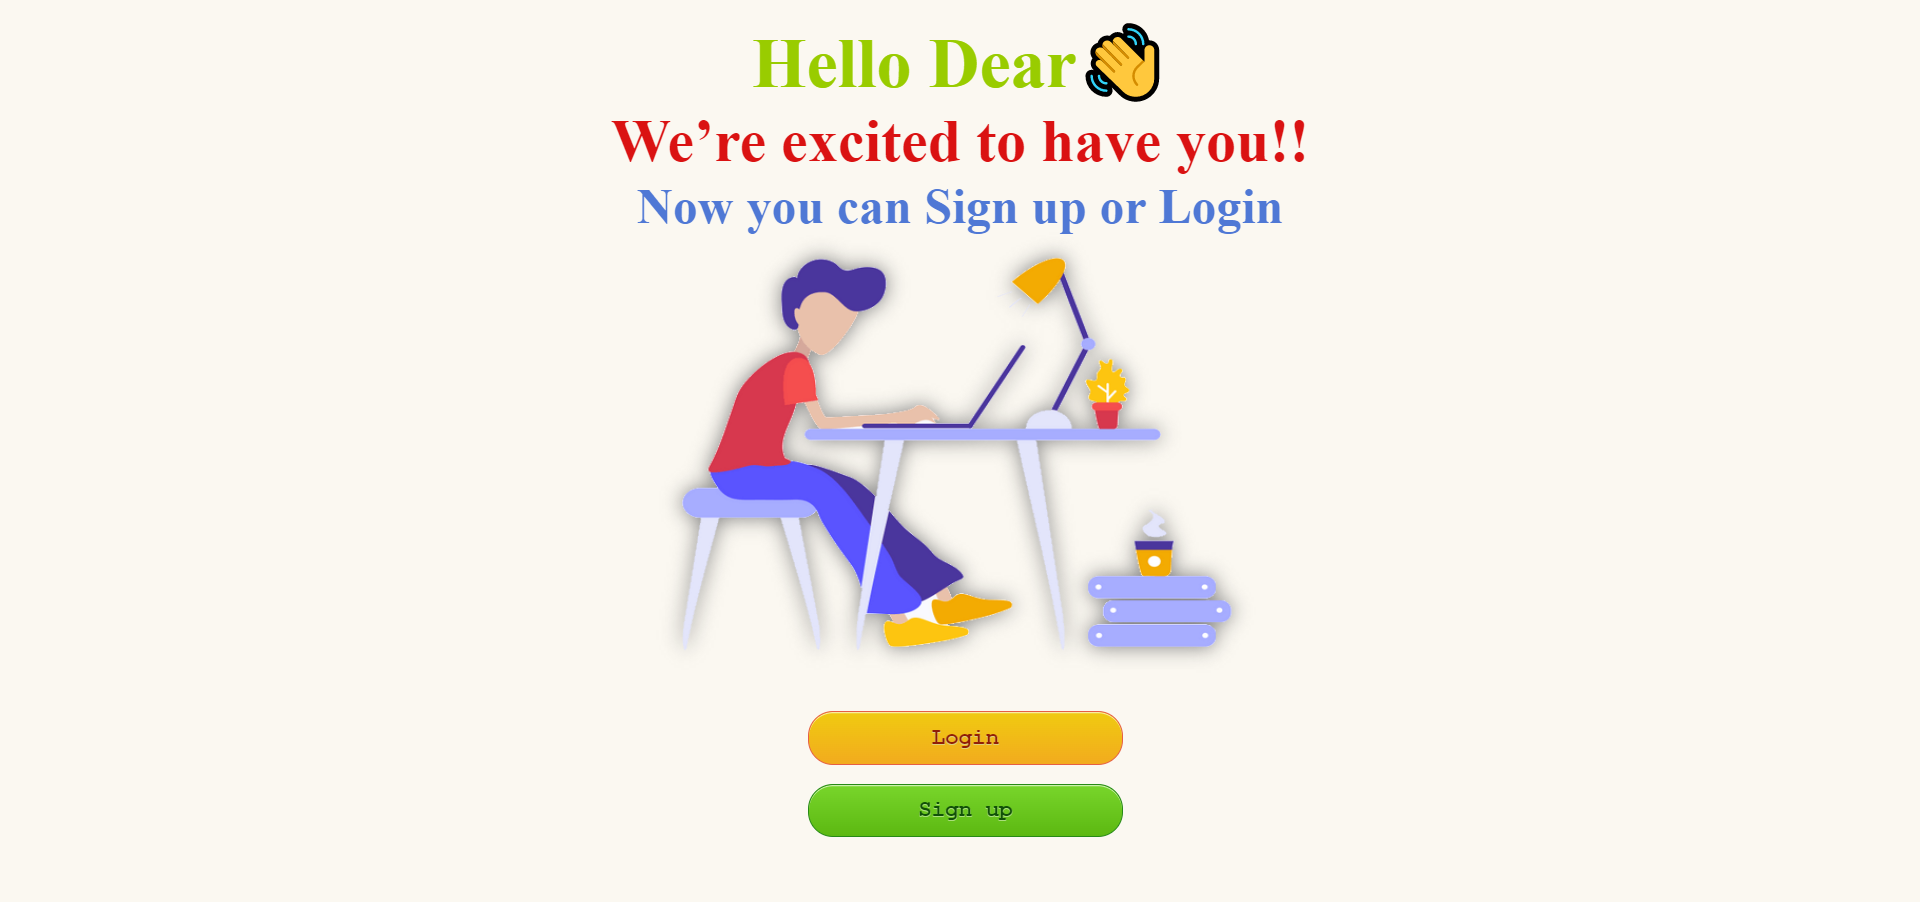 Hello Dear
We’re excited to have you!!
Now you can Sign up or Login
Login
Sign up